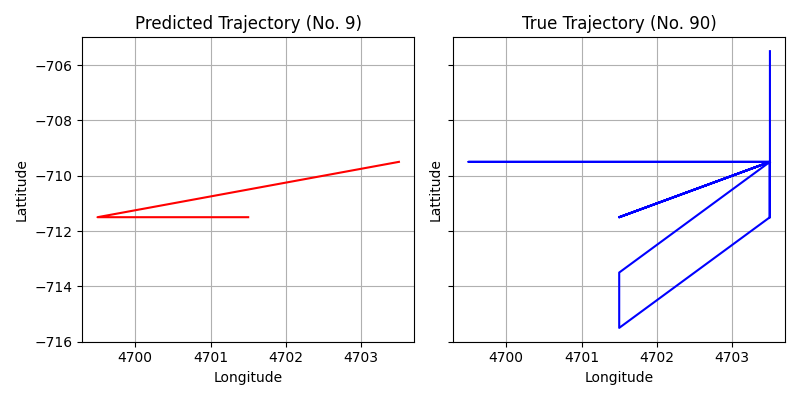 Predicted Trajectory (No. 9)
True Trajectory (No. 90)
Lattitude
−706
−708
−710
−712
−714
−716
4700
4701
4702
4703
Longitude
Lattitude
4700
4701
4702
4703
Longitude